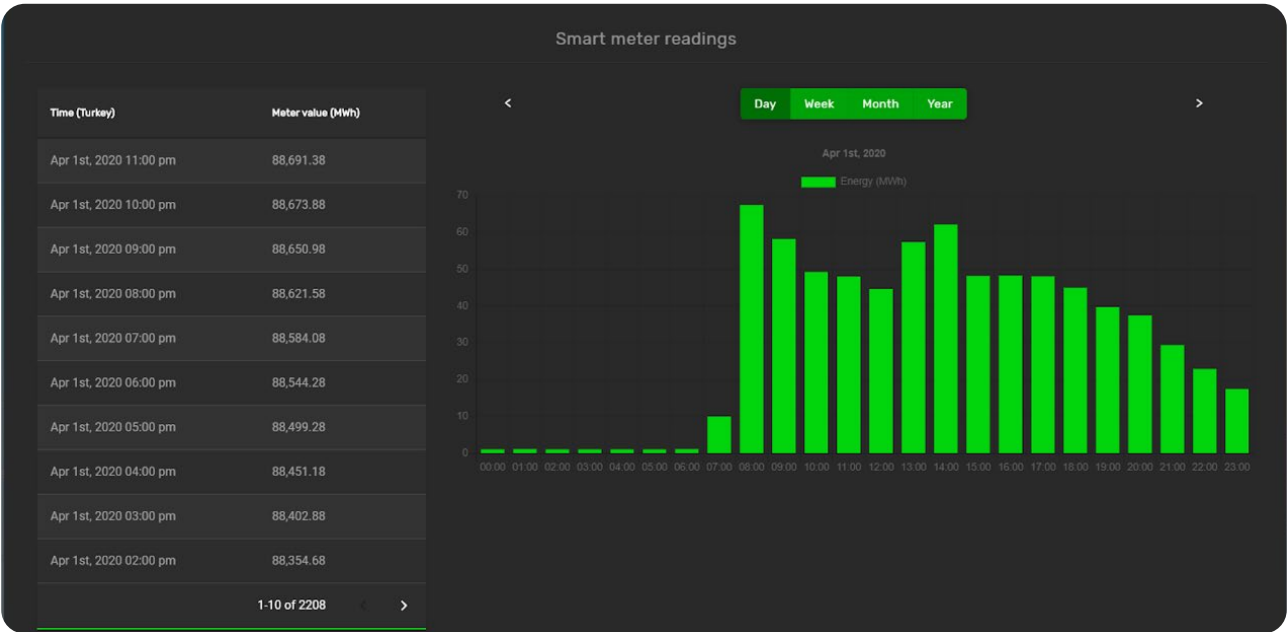 Smart meter readings
Time (Turkey) Meter value (MWh)
Apr 1st, 2020 11:00 pm 88,691.38
Apr 1st, 2020 10:00 pm 88,673.88
Apr 1st, 2020 09:00 pm 88,650.98
Apr 1st, 2020 08:00 pm 88,621.58
Apr 1st, 2020 07:00 pm 88,584.08
Apr 1st, 2020 06:00 pm 88,544.28
Apr 1st, 2020 05:00 pm 88,499.28
Apr 1st, 2020 04:00 pm 88,451.18
Apr 1st, 2020 03:00 pm 88,402.88
Apr 1st, 2020 02:00 pm 88,354.68
1-10 of 2208
Day Week Month Year
Apr 1st, 2020
Energy (MWh)
70
60
50
40
30
20
10
0
00:00 01:00 02:00 03:00 04:00 05:00 06:00 07:00 08:00 09:00 10:00 11:00 12:00 13:00 14:00 15:00 16:00 17:00 18:00 19:00 20:00 21:00 22:00 23:00